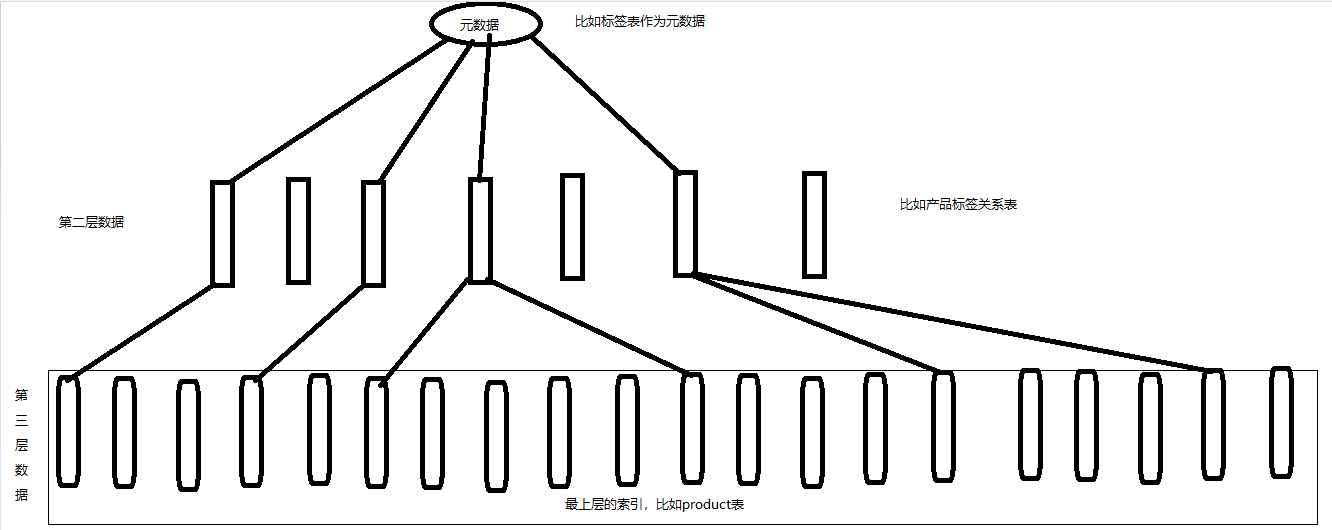 元数据
比如标签表作为元数据
第二层数据
比如产品标签关系表
第三层数据
最上层的索引，比如product表